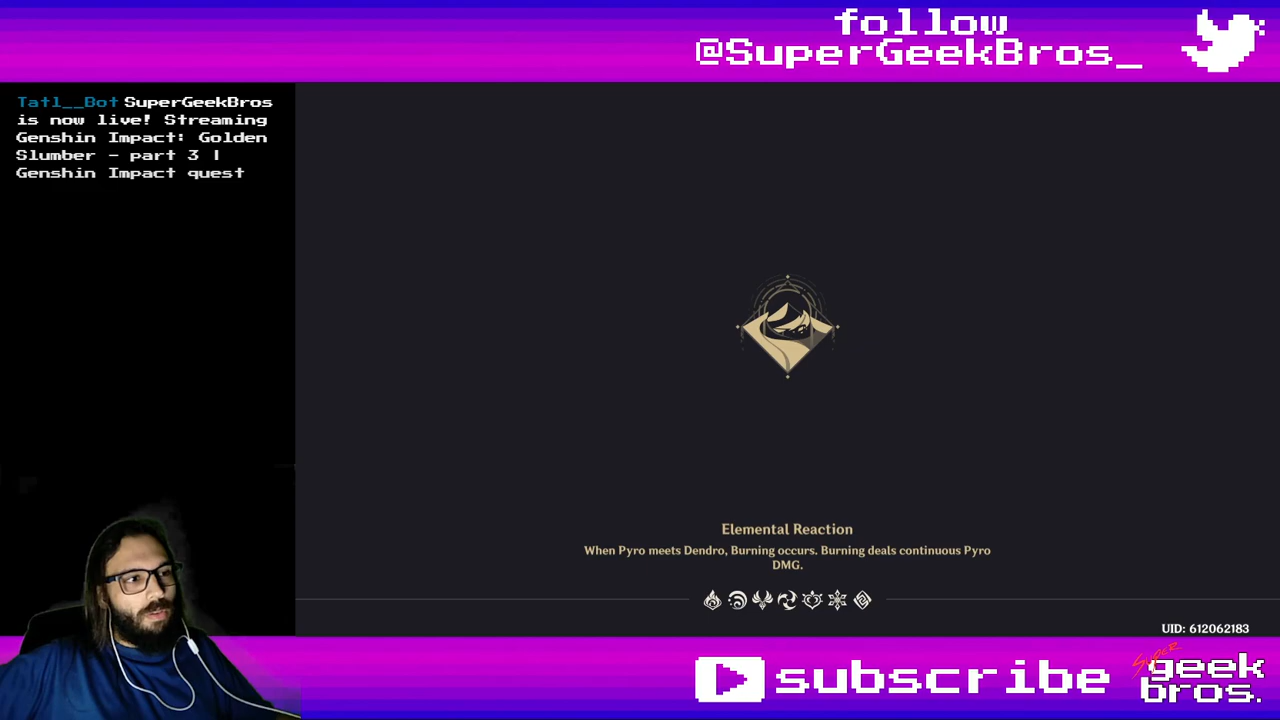 follow
@SuperGeekBros_
Tatl__Bot SuperGeekBros
is now live! Streaming
Genshin Impact: Golden
Slumber - part 3 |
Genshin Impact quest
Elemental Reaction
When Pyro meets Dendro, Burning occurs. Burning deals continuous Pyro
DMG.
UID: 612062183
subscribe
super
geek
bros.